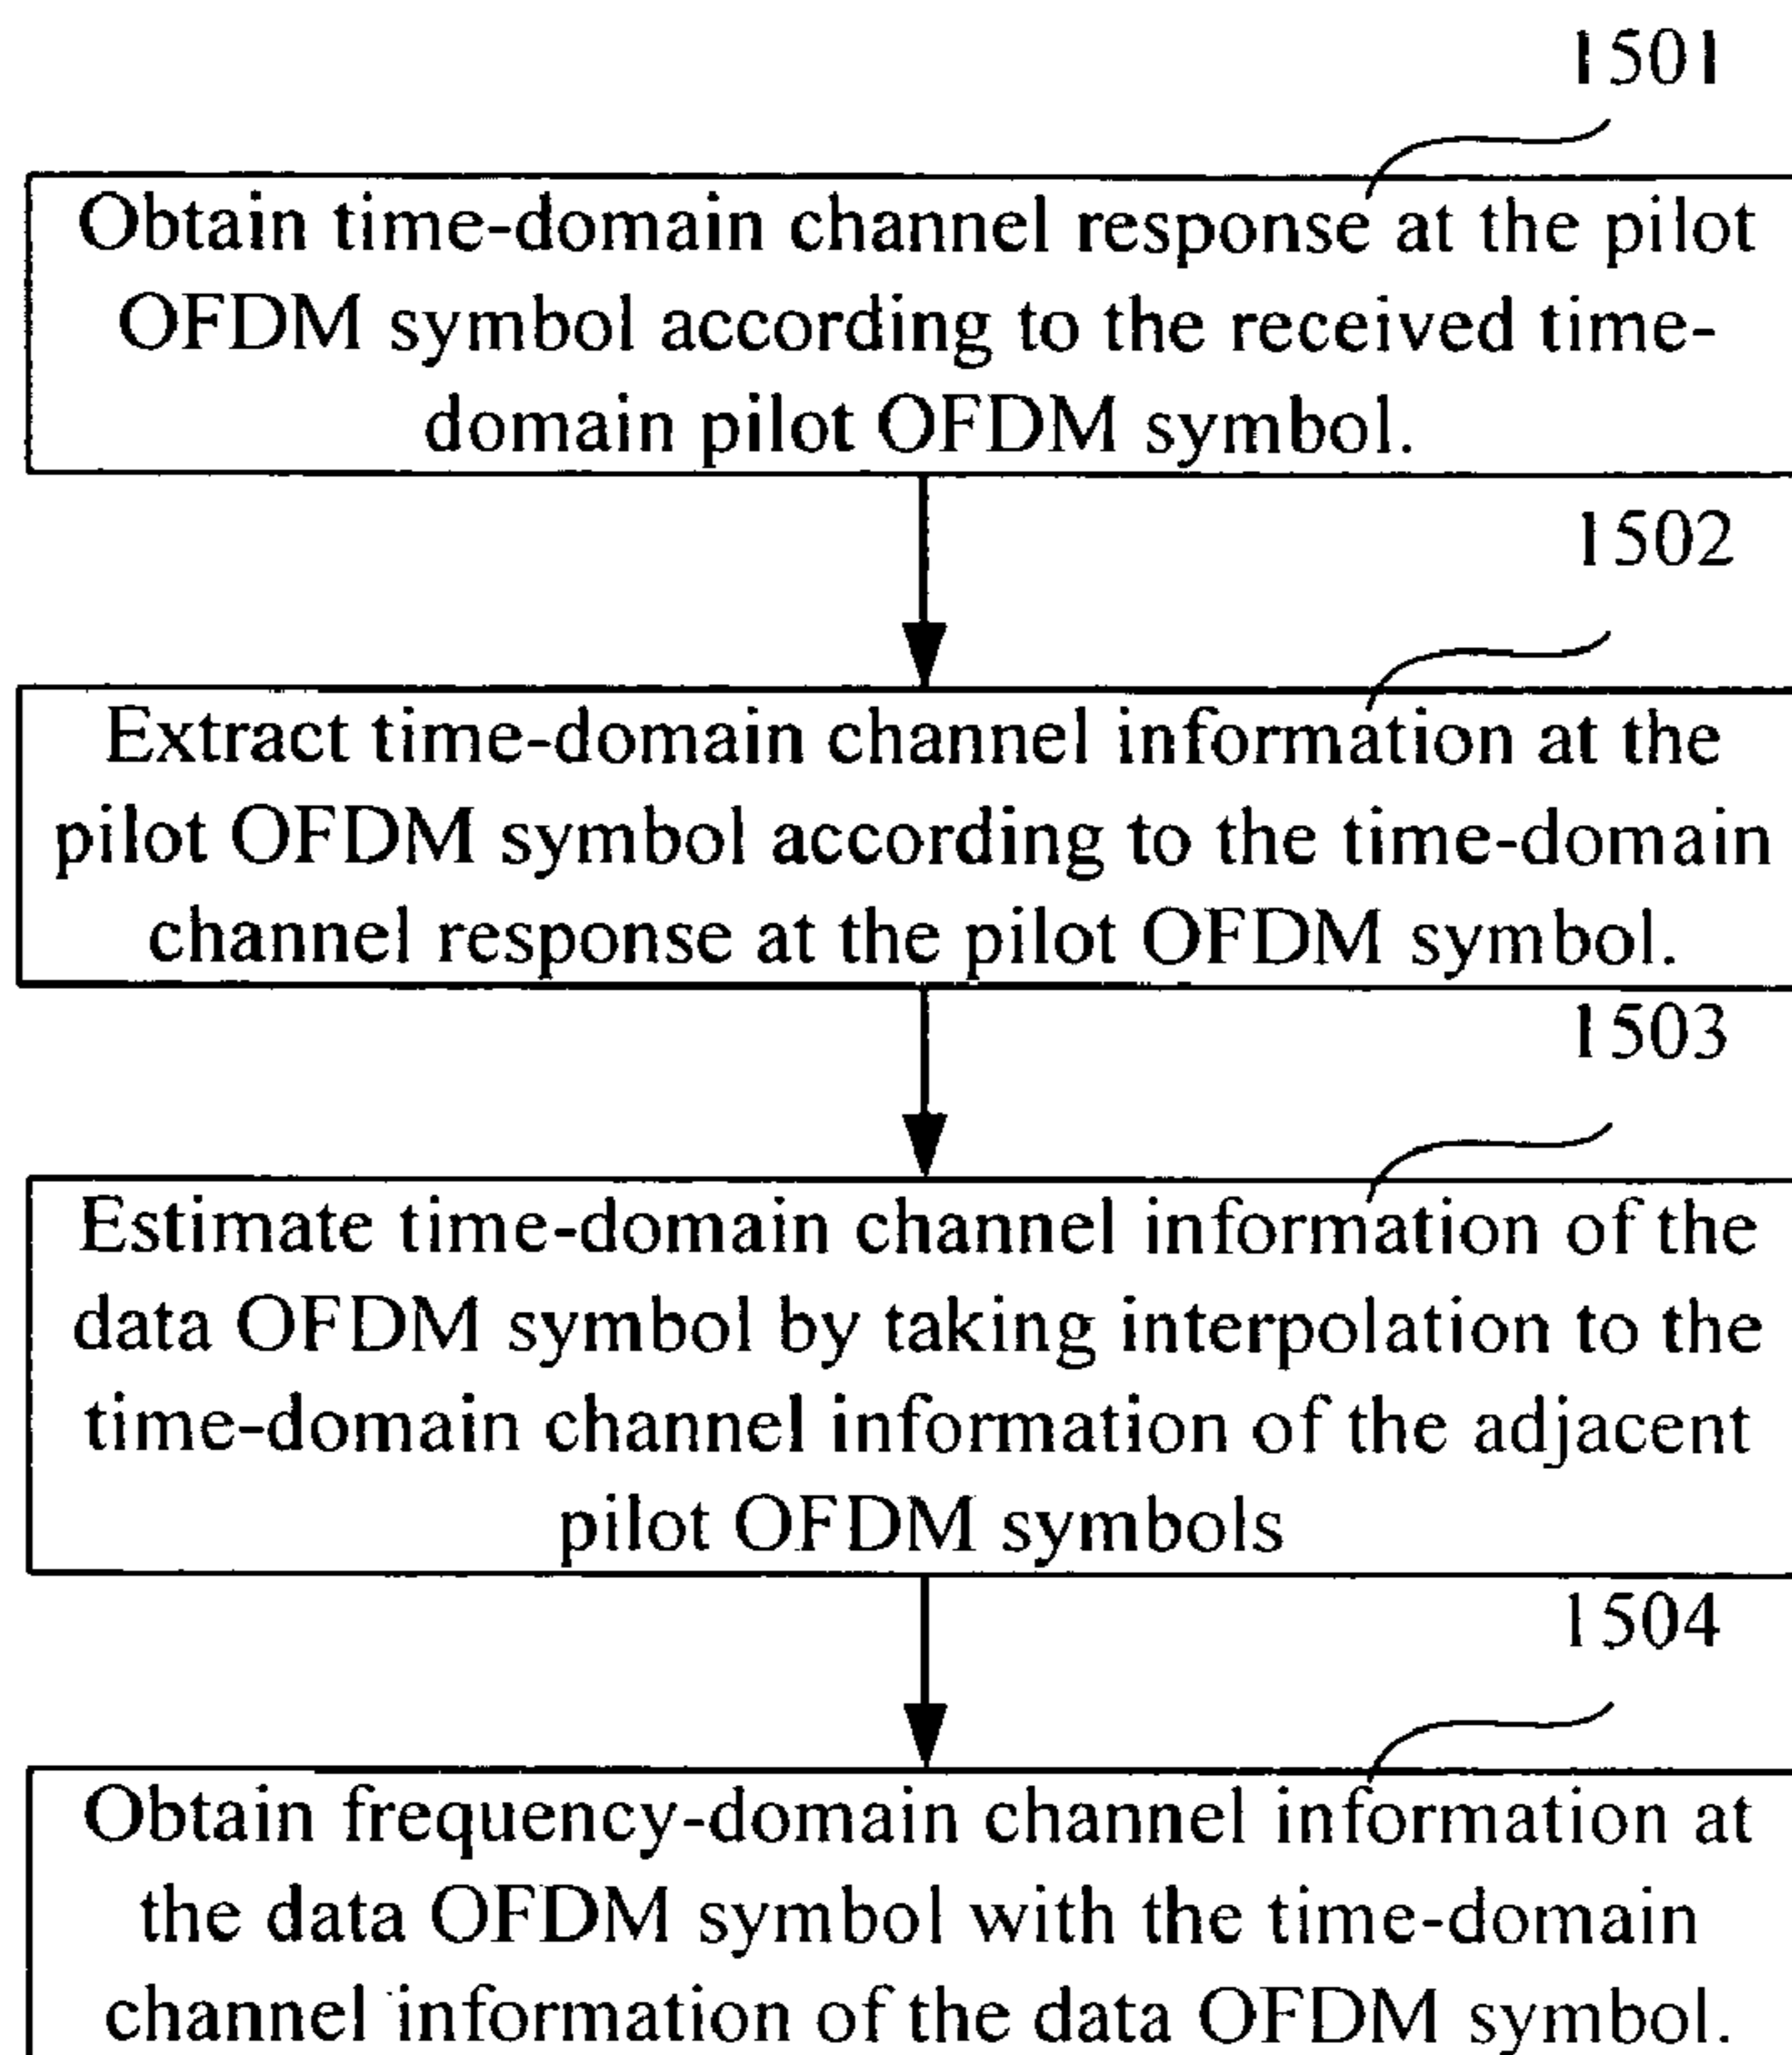 1501
Obtain time-domain channel response at the pilot
OFDM symbol according to the received time-
domain pilot OFDM symbol.
1502
Extract time-domain channel information at the
pilot OFDM symbol according to the time-domain
channel response at the pilot OFDM symbol.
1503
Estimate time-domain channel information of the
data OFDM symbol by taking interpolation to the
time-domain channel information of the adjacent
pilot OFDM symbols
1504
Obtain frequency-domain channel information at
the data OFDM symbol with the time-domain
channel information of the data OFDM symbol.